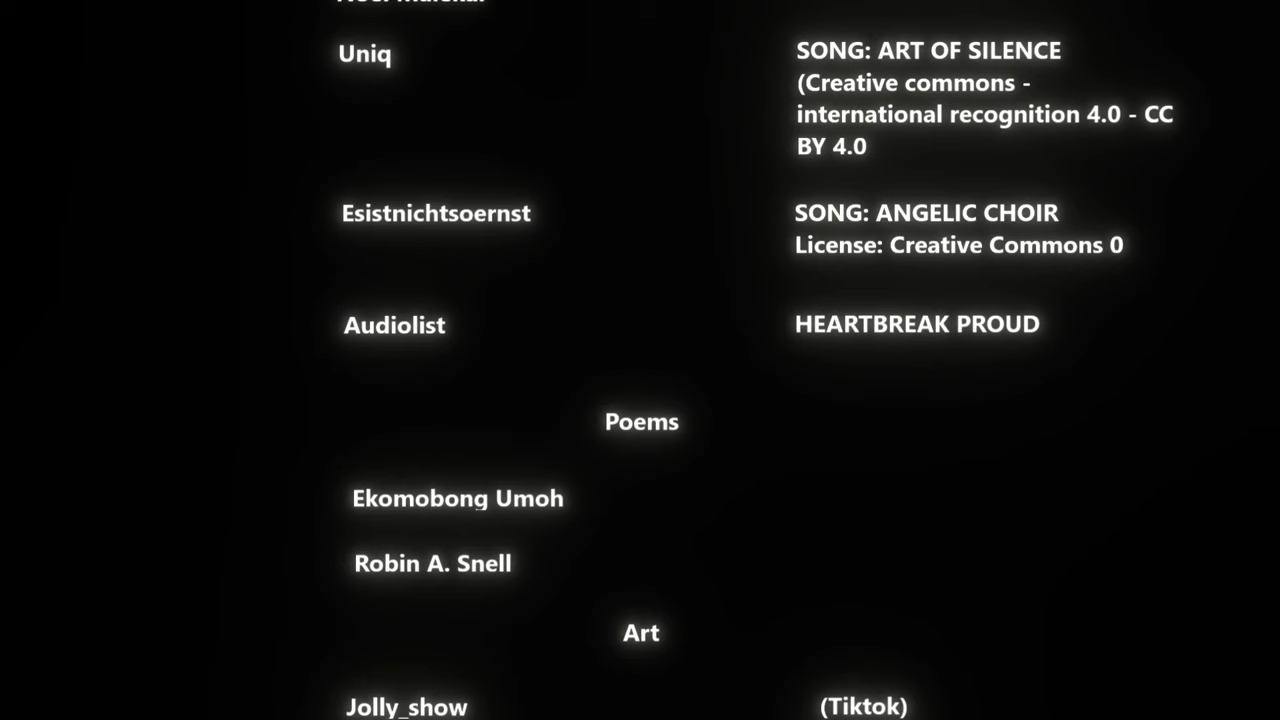 Uniq
SONG: ART OF SILENCE
(Creative commons -
international recognition 4.0 - CC
BY 4.0
Esistnichtsoernst
SONG: ANGELIC CHOIR
License: Creative Commons 0
Audiolist
HEARTBREAK PROUD
Poems
Ekomobong Umoh
Robin A. Snell
Art
Jolly_show
(Tiktok)